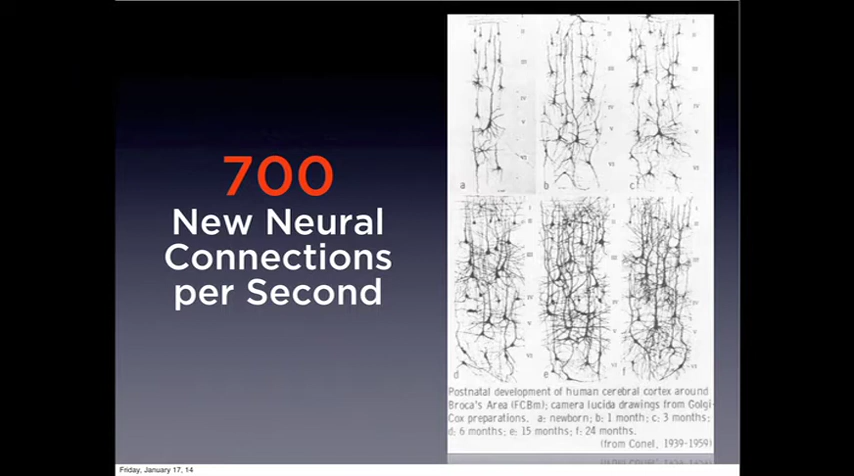 700
New Neural
Connections
per Second
a
b
c
d
e
f
Postnatal development of human cerebral cortex around
Broca's Area (FCBm); camera lucida drawings from Golgi-
Cox preparations. a: newborn; b: 1 month; c: 3 months;
d: 6 months; e: 15 months; f: 24 months.
(from Conel, 1939-1959)
Friday, January 17, 14